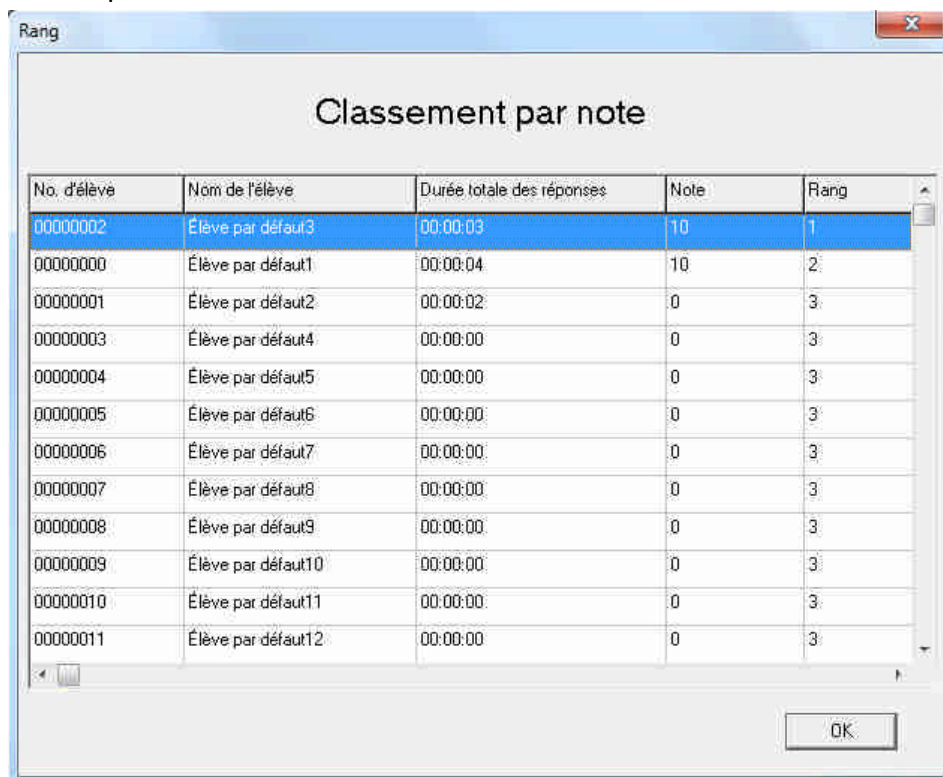 Rang
Classement par note
No. d'élève Nom de l'élève Durée totale des réponses Note Rang
00000002 Élève par défaut3 00:00:03 10 1
00000000 Élève par défaut1 00:00:04 10 2
00000001 Élève par défaut2 00:00:02 0 3
00000003 Élève par défaut4 00:00:00 0 3
00000004 Élève par défaut5 00:00:00 0 3
00000005 Élève par défaut6 00:00:00 0 3
00000006 Élève par défaut7 00:00:00 0 3
00000007 Élève par défaut8 00:00:00 0 3
00000008 Élève par défaut9 00:00:00 0 3
00000009 Élève par défaut10 00:00:00 0 3
00000010 Élève par défaut11 00:00:00 0 3
00000011 Élève par défaut12 00:00:00 0 3
OK